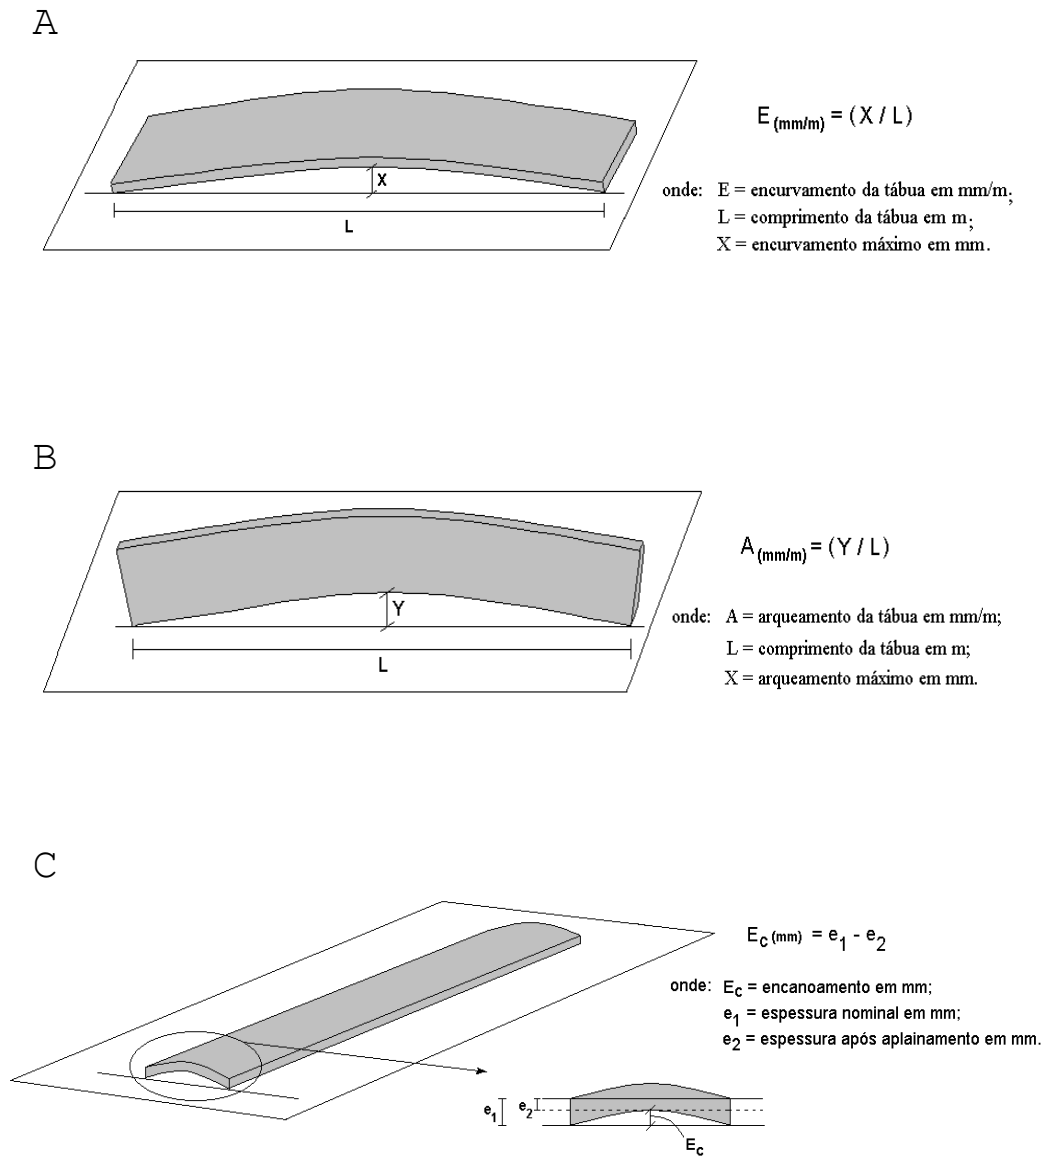 A
E (mm/m) = ( X / L )
X
onde: E = encurvamento da tábua em mm/m;
L = comprimento da tábua em m;
L
X = encurvamento máximo em mm.
B
A (mm/m) = ( Y / L )
Y
onde: A = arqueamento da tábua em mm/m;
L = comprimento da tábua em m;
L
X = arqueamento máximo em mm.
C
Ec (mm) = e1 - e2
onde: Ec = encanoamento em mm;
e1 = espessura nominal em mm;
e2 = espessura após aplainamento em mm.
e1 e2
Ec